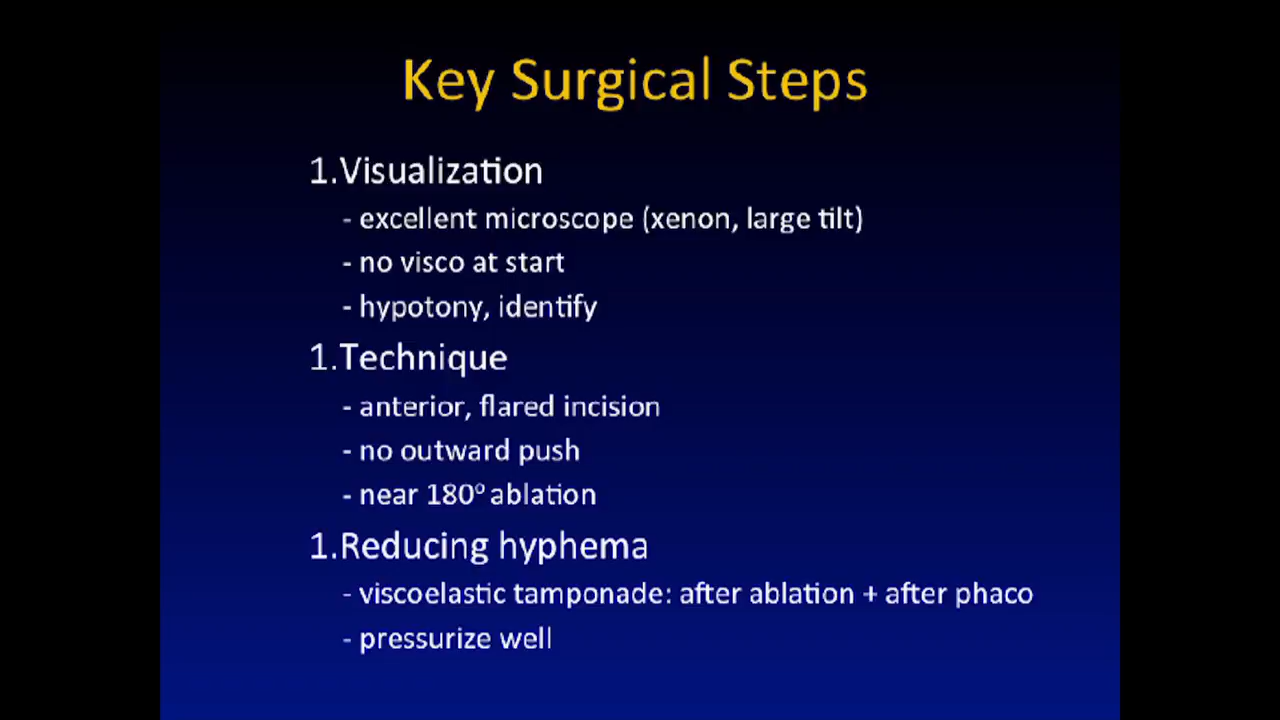 Key Surgical Steps
1.Visualization
- excellent microscope (xenon, large tilt)
- no visco at start
- hypotony, identify
1.Technique
- anterior, flared incision
- no outward push
- near 180º ablation
1.Reducing hyphema
- viscoelastic tamponade: after ablation + after phaco
- pressurize well